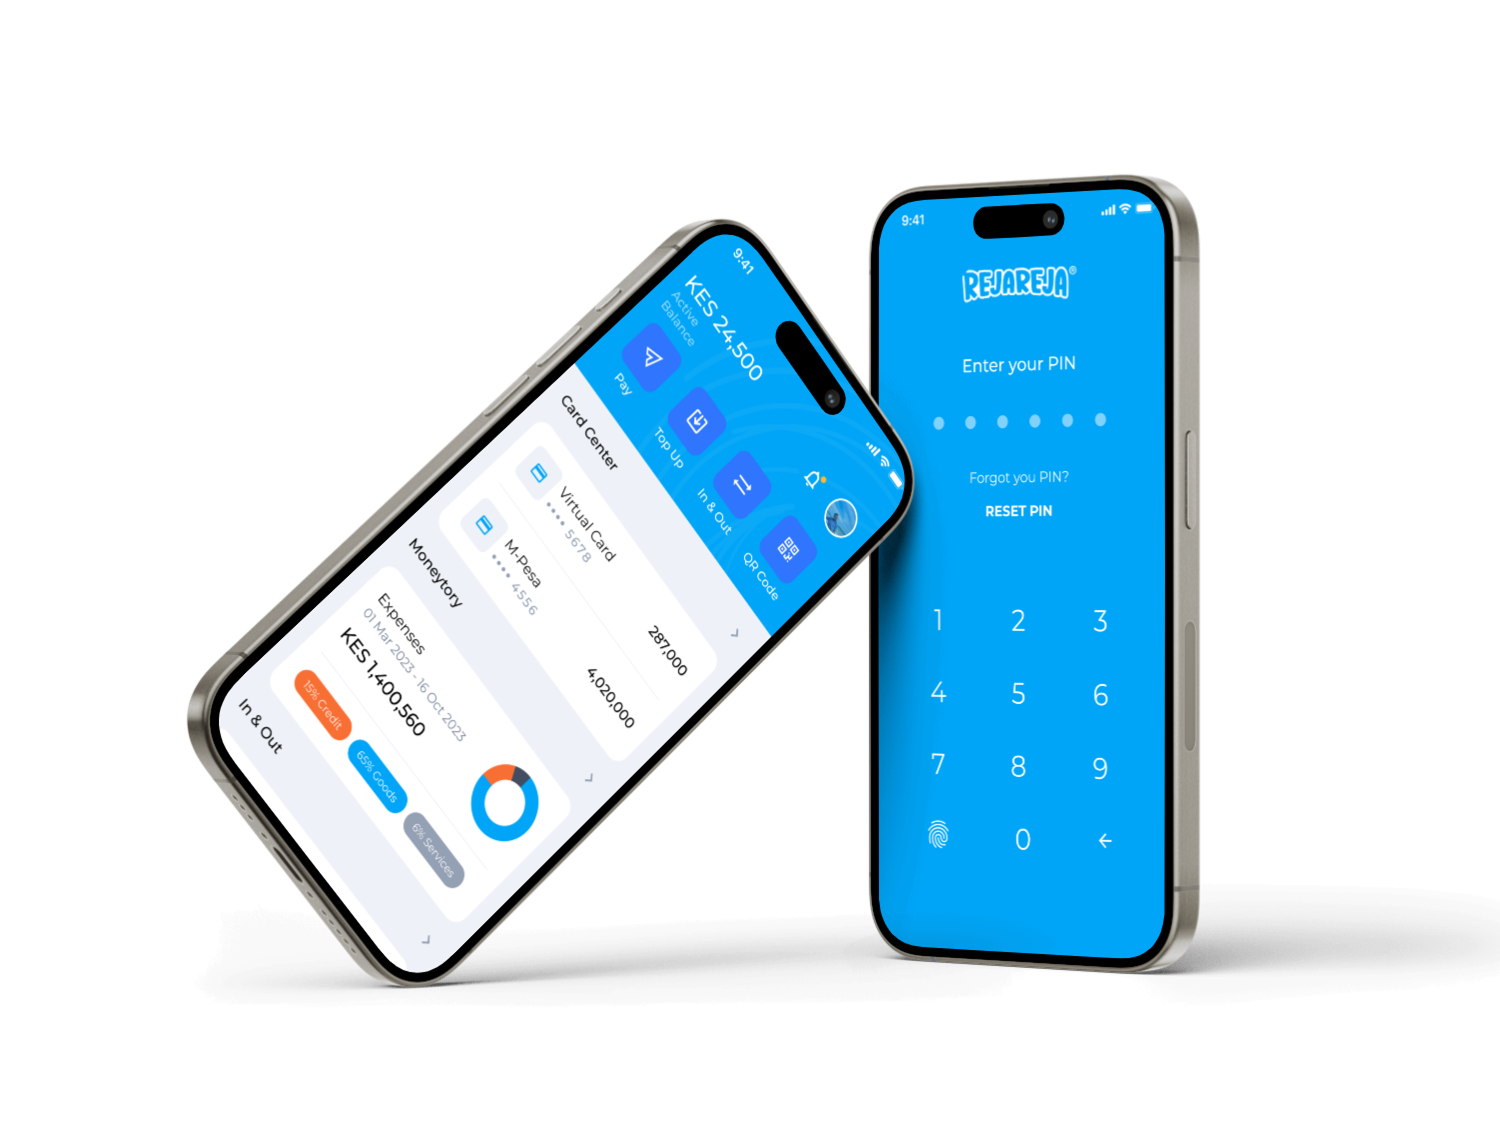 9:41
KES 24,500
Active
Balance
Pay
Top Up
In & Out
QR Code
Card Center
Virtual Card
•••• 5678
287,000
M-Pesa
•••• 4556
4,020,000
Moneytory
Expenses
01 Mar 2023 - 16 Oct 2023
KES 1,400,560
15% Credit
65% Goods
6% Services
In & Out
9:41
REJAREJA®
Enter your PIN
Forgot you PIN?
RESET PIN
1 2 3
4 5 6
7 8 9
0